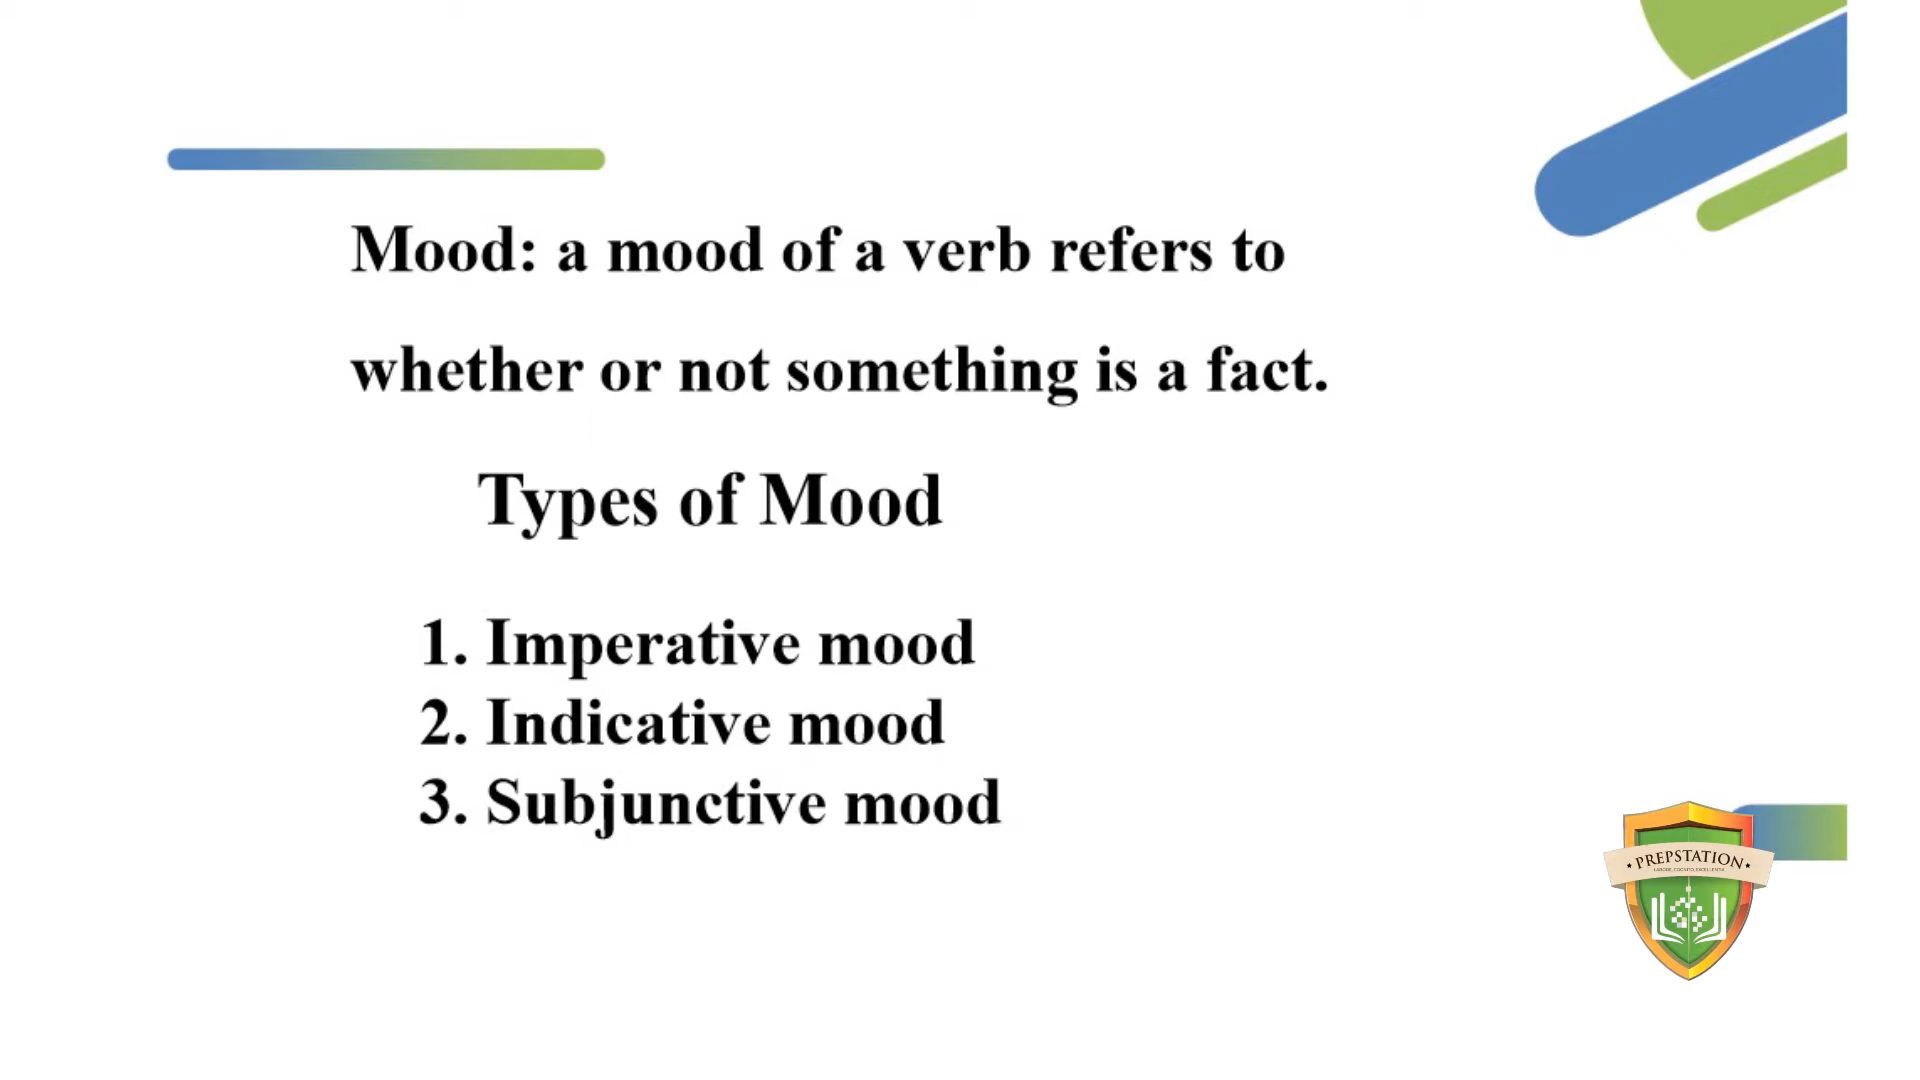 Mood: a mood of a verb refers to
whether or not something is a fact.
Types of Mood
1. Imperative mood
2. Indicative mood
3. Subjunctive mood
PREPSTATION